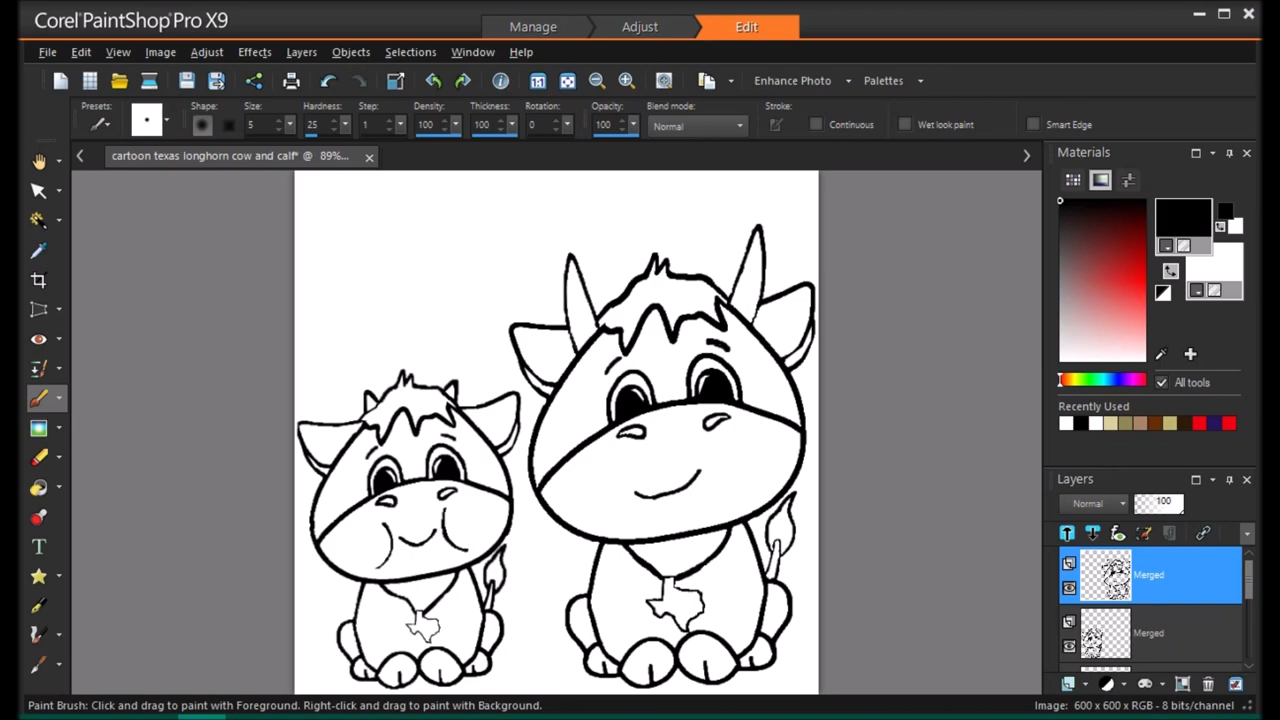 Corel® PaintShop® Pro X9
Manage Adjust Edit
File Edit View Image Adjust Effects Layers Objects Selections Window Help
Enhance Photo Palettes
Presets: Shape: Size: Hardness: Step: Density: Thickness: Rotation: Opacity: Blend mode: Stroke:
5 25 1 100 100 0 100 Normal Continuous Wet look paint Smart Edge
cartoon texas longhorn cow and calf* @ 89%...
Materials
All tools
Recently Used
Layers
Normal 100
Merged
Merged
Paint Brush: Click and drag to paint with Foreground. Right-click and drag to paint with Background.
Image: 600 x 600 x RGB - 8 bits/channel